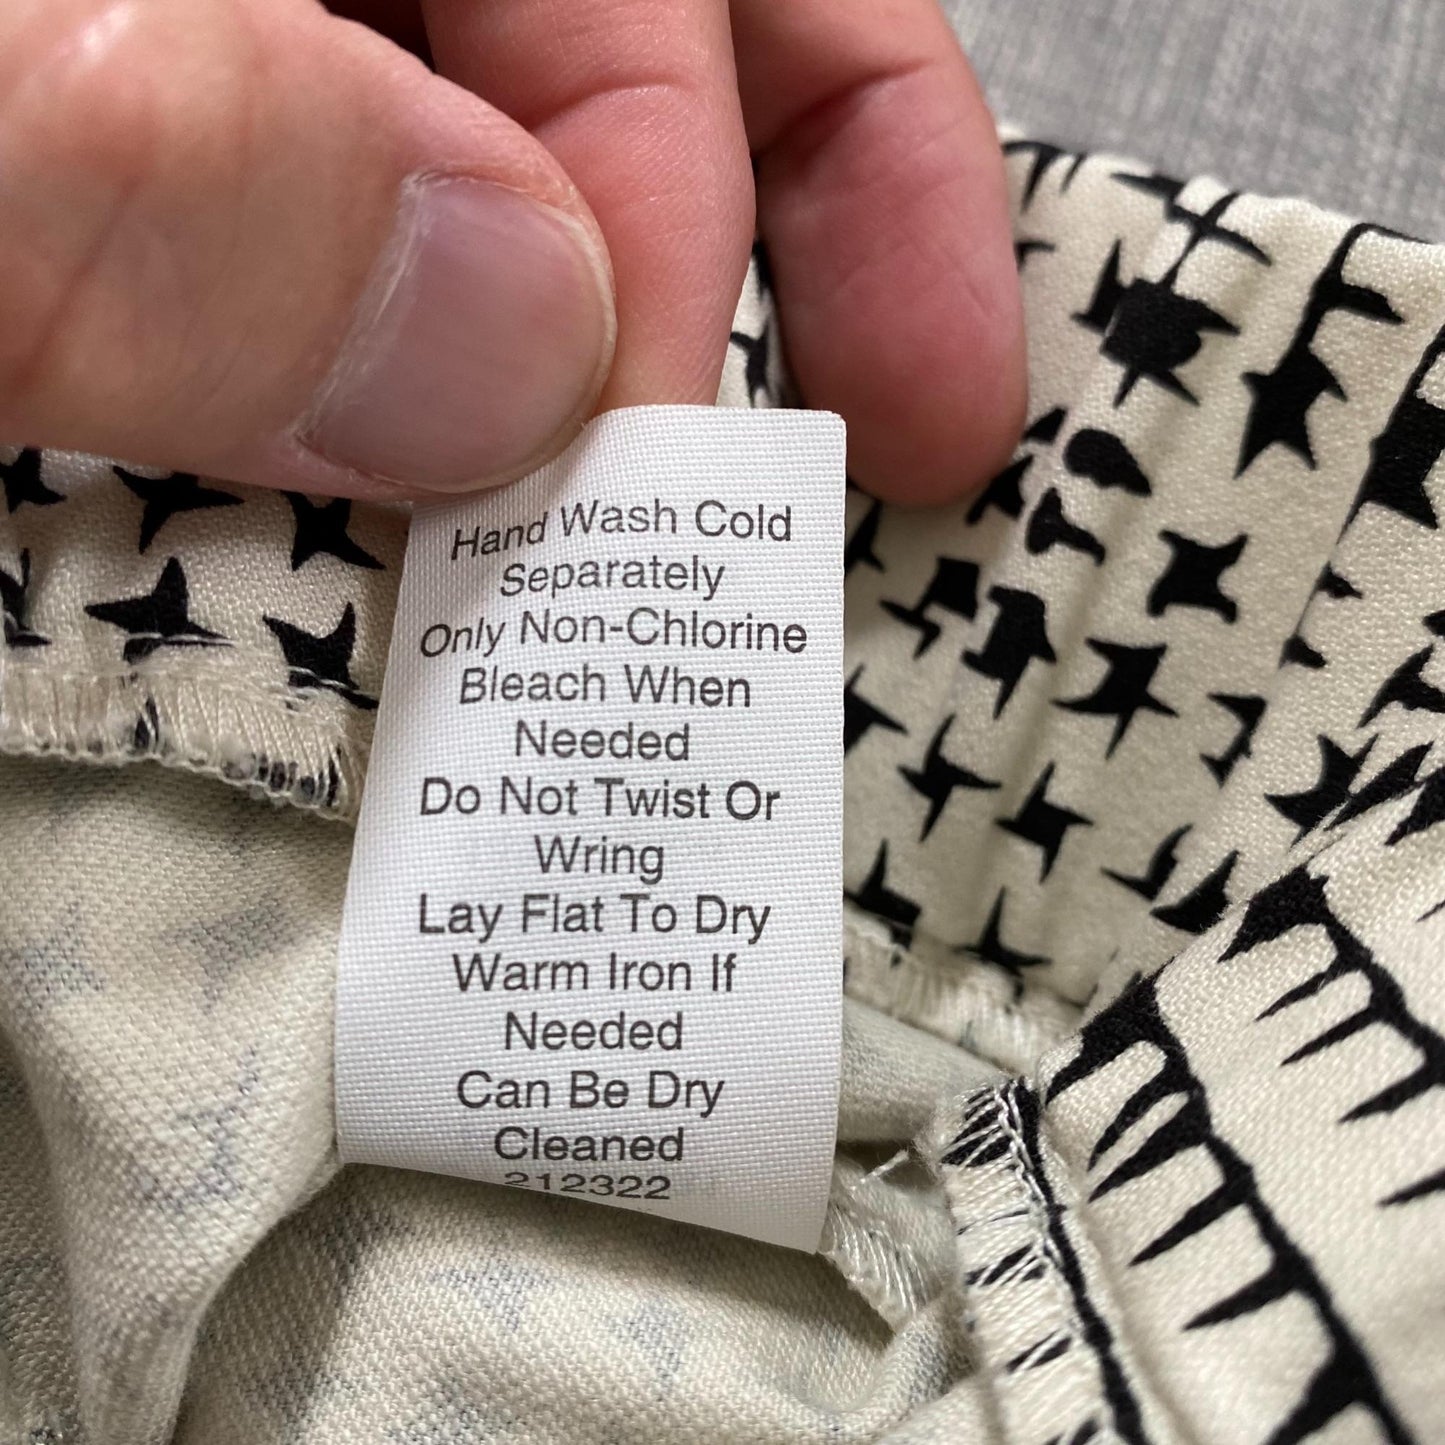 Hand Wash Cold
Separately
Only Non-Chlorine
Bleach When
Needed
Do Not Twist Or
Wring
Lay Flat To Dry
Warm Iron If
Needed
Can Be Dry
Cleaned
212322